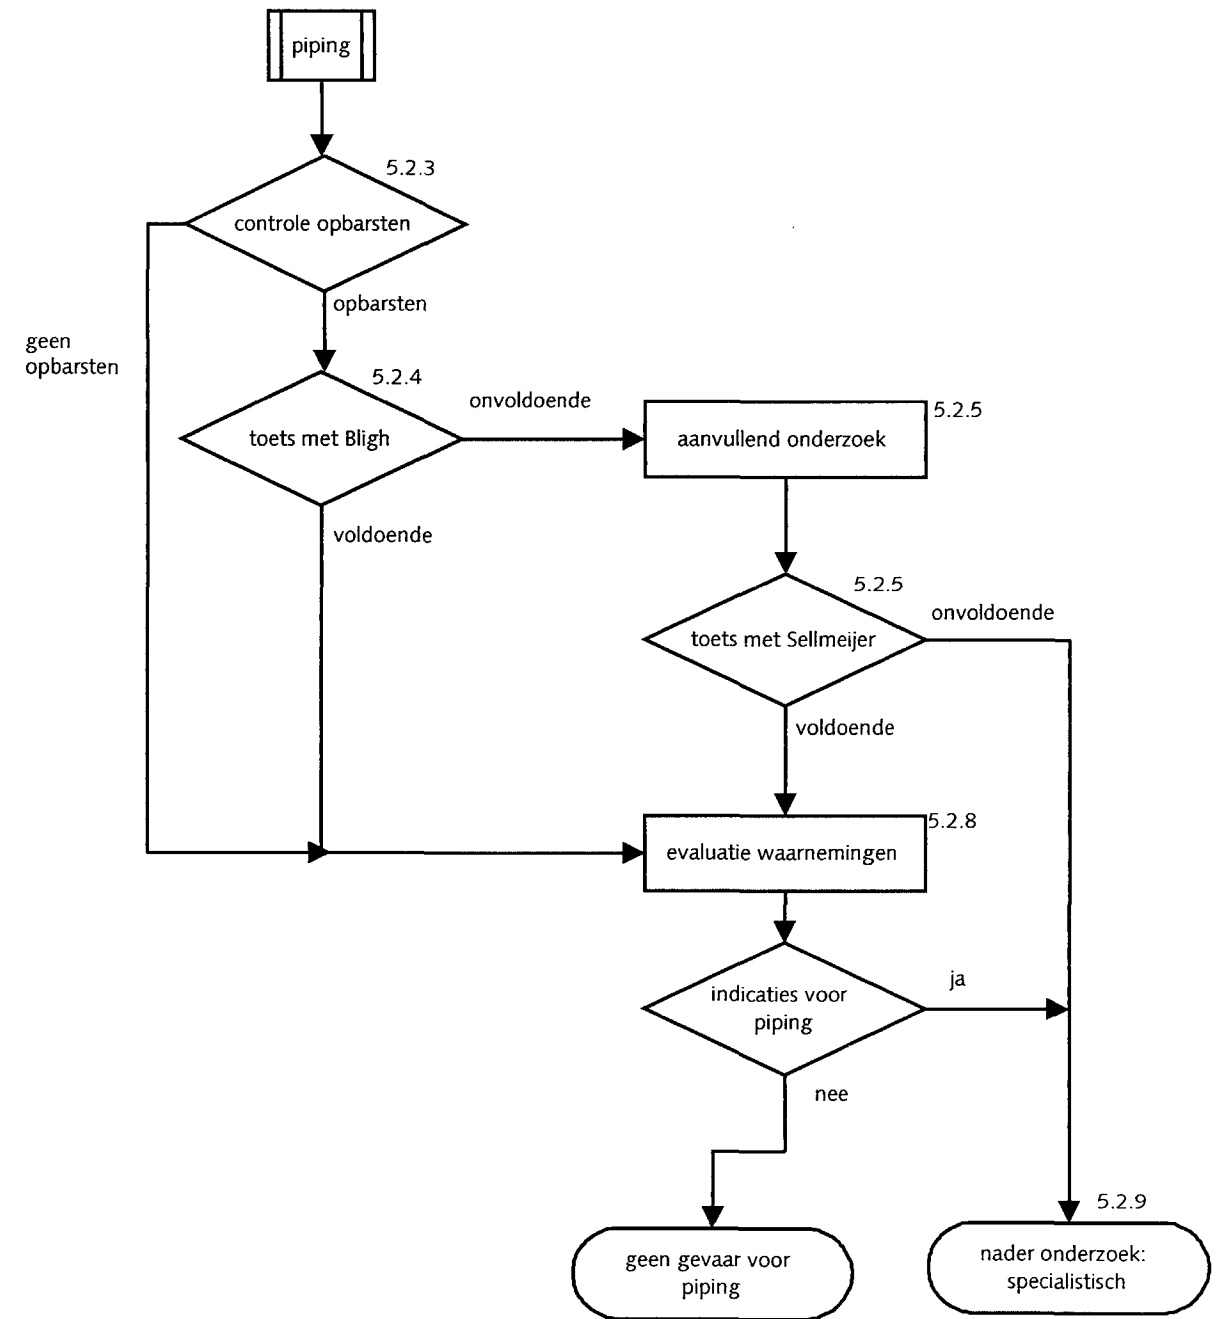 piping
5.2.3
controle opbarsten
opbarsten
geen
opbarsten
5.2.4
toets met Bligh
onvoldoende
5.2.5
aanvullend onderzoek
voldoende
5.2.5
toets met Sellmeijer
onvoldoende
voldoende
5.2.8
evaluatie waarnemingen
indicaties voor
piping
ja
nee
geen gevaar voor
piping
5.2.9
nader onderzoek:
specialistisch